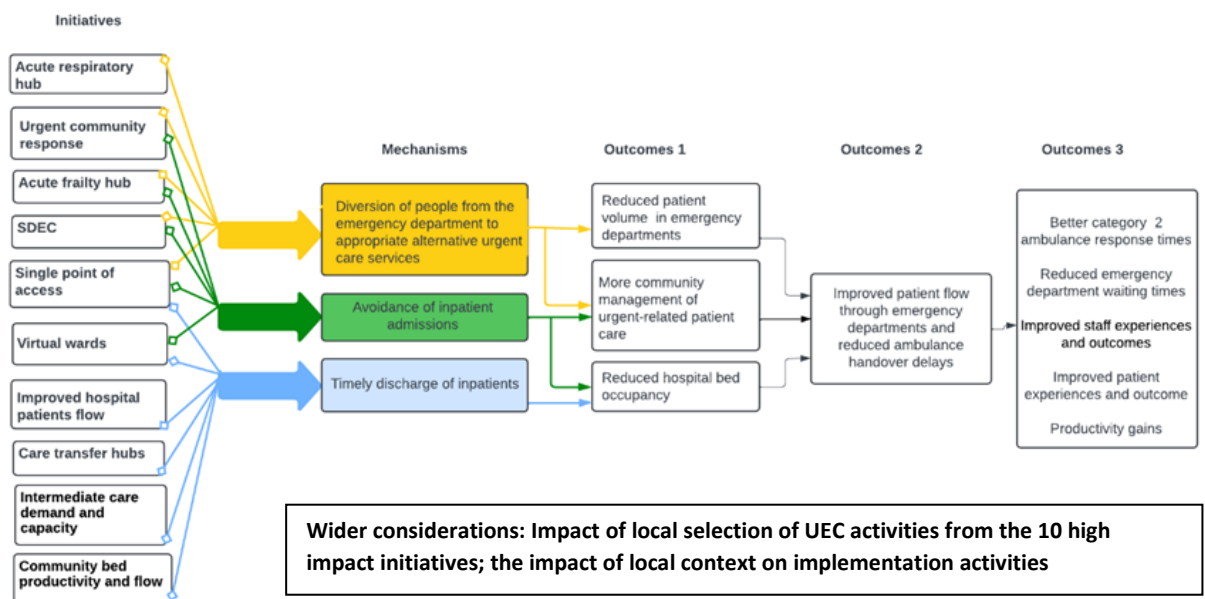 Initiatives
Acute respiratory
hub
Urgent community
response
Acute frailty hub
SDEC
Single point of
access
Virtual wards
Improved hospital
patients flow
Care transfer hubs
Intermediate care
demand and
capacity
Community bed
productivity and flow
Mechanisms
Diversion of people from the
emergency department to
appropriate alternative urgent
care services
Avoidance of inpatient
admissions
Timely discharge of inpatients
Outcomes 1
Reduced patient
volume in emergency
departments
More community
management of
urgent-related patient
care
Reduced hospital bed
occupancy
Outcomes 2
Improved patient flow
through emergency
departments and
reduced ambulance
handover delays
Outcomes 3
Better category 2
ambulance response times
Reduced emergency
department waiting times
Improved staff experiences
and outcomes
Improved patient
experiences and outcome
Productivity gains
Wider considerations: Impact of local selection of UEC activities from the 10 high
impact initiatives; the impact of local context on implementation activities